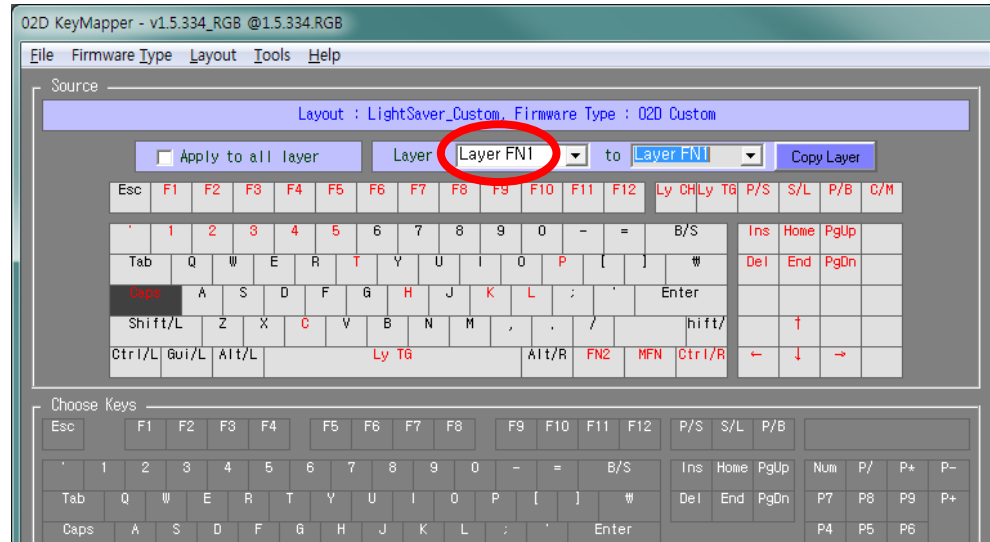 02D KeyMapper - v1.5.334_RGB @1.5.334.RGB
File Firmware Type Layout Tools Help
Source
Layout : LightSaver_Custom, Firmware Type : 02D Custom
Apply to all layer Layer Layer FN1 to Layer FN1 Copy Layer
Esc F1 F2 F3 F4 F5 F6 F7 F8 F9 F10 F11 F12 Ly CH Ly TG P/S S/L P/B C/M
` 1 2 3 4 5 6 7 8 9 0 - = B/S Ins Home PgUp
Tab Q W E R T Y U I O P [ ] ₩ Del End PgDn
Caps A S D F G H J K L ; ' Enter
Shift/L Z X C V B N M , . / hift/ ↑
Ctrl/L Gui/L Alt/L Ly TG Alt/R FN2 MFN Ctrl/R ← ↓ →
Choose Keys
Esc F1 F2 F3 F4 F5 F6 F7 F8 F9 F10 F11 F12 P/S S/L P/B
` 1 2 3 4 5 6 7 8 9 0 - = B/S Ins Home PgUp Num P/ P* P-
Tab Q W E R T Y U I O P [ ] ₩ Del End PgDn P7 P8 P9 P+
Caps A S D F G H J K L ; ' Enter P4 P5 P6